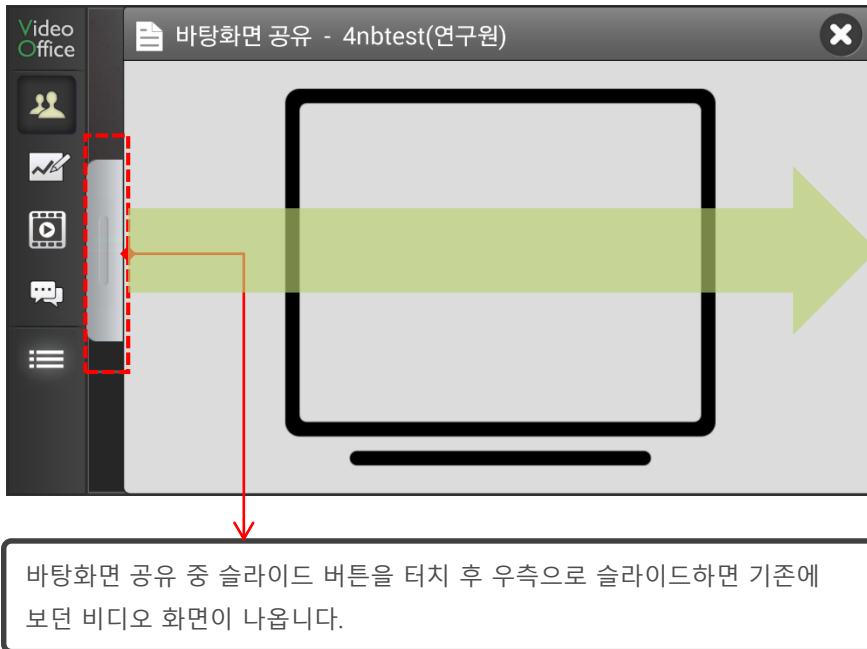 Video
Office
바탕화면 공유 - 4nbtest(연구원)
바탕화면 공유 중 슬라이드 버튼을 터치 후 우측으로 슬라이드하면 기존에
보던 비디오 화면이 나옵니다.